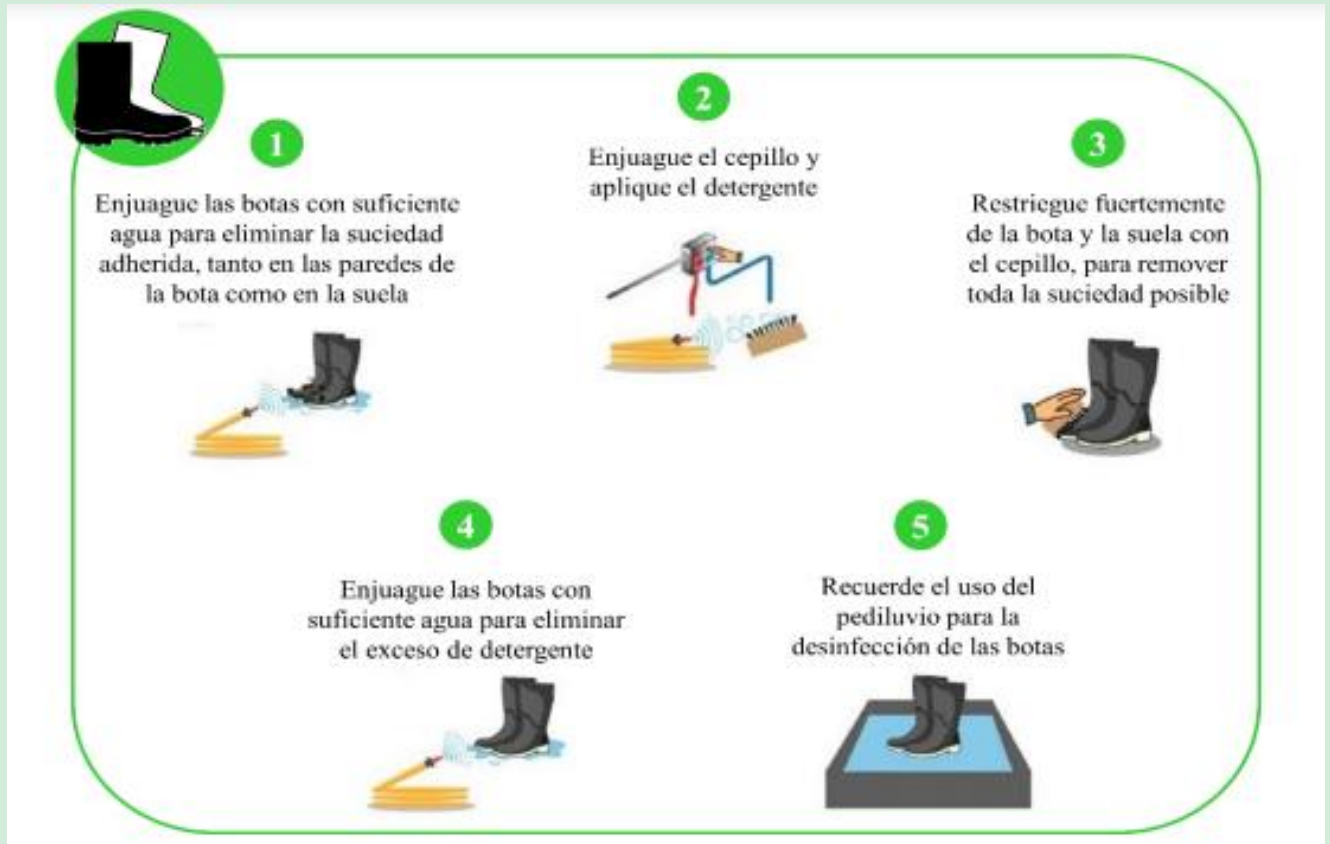 1
Enjuague las botas con suficiente
agua para eliminar la suciedad
adherida, tanto en las paredes de
la bota como en la suela
2
Enjuague el cepillo y
aplique el detergente
3
Restriegue fuertemente
de la bota y la suela con
el cepillo, para remover
toda la suciedad posible
4
Enjuague las botas con
suficiente agua para eliminar
el exceso de detergente
5
Recuerde el uso del
pediluvio para la
desinfección de las botas